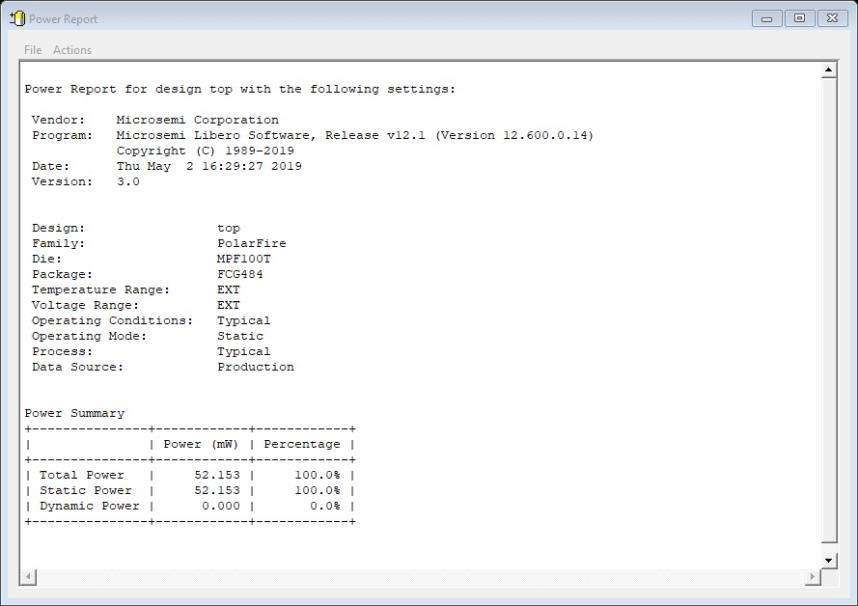 Power Report
File Actions
Power Report for design top with the following settings:
Vendor: Microsemi Corporation
Program: Microsemi Libero Software, Release v12.1 (Version 12.600.0.14)
Copyright (C) 1989-2019
Date: Thu May  2 16:29:27 2019
Version: 3.0
Design: top
Family: PolarFire
Die: MPF100T
Package: FCG484
Temperature Range: EXT
Voltage Range: EXT
Operating Conditions: Typical
Operating Mode: Static
Process: Typical
Data Source: Production
Power Summary
+---------------+------------+------------+
|               | Power (mW) | Percentage |
+---------------+------------+------------+
| Total Power   |     52.153 |     100.0% |
| Static Power  |     52.153 |     100.0% |
| Dynamic Power |      0.000 |       0.0% |
+---------------+------------+------------+